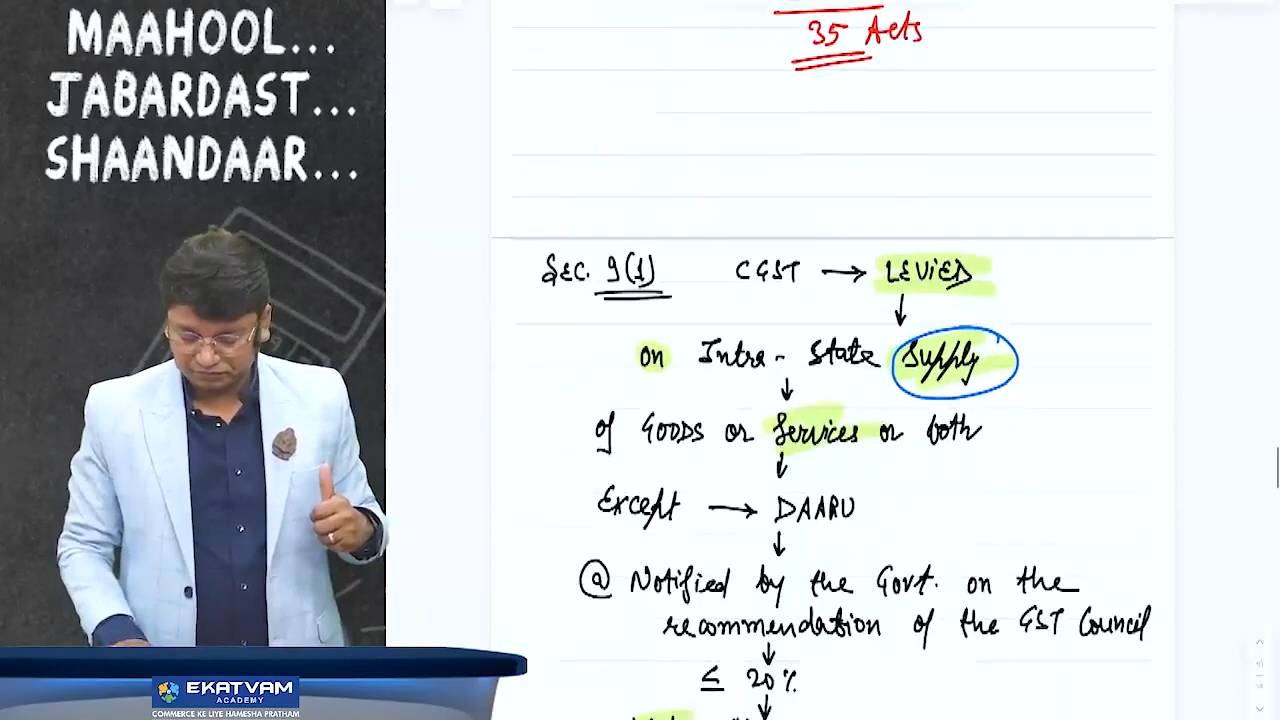 MAAHOOL...
JABARDAST...
SHAANDAAR...
EKATVAM
ACADEMY
COMMERCE KE LIYE HAMESHA PRATHAM
35 Acts
SEC. 9(1) CGST → LEVIED
↓
on Intra-State Supply
↓
of GOODS or Services or both
↓
Except → DAARU
↓
@ Notified by the Govt. on the
recommendation of the GST Council
↓
≤ 20%
↓